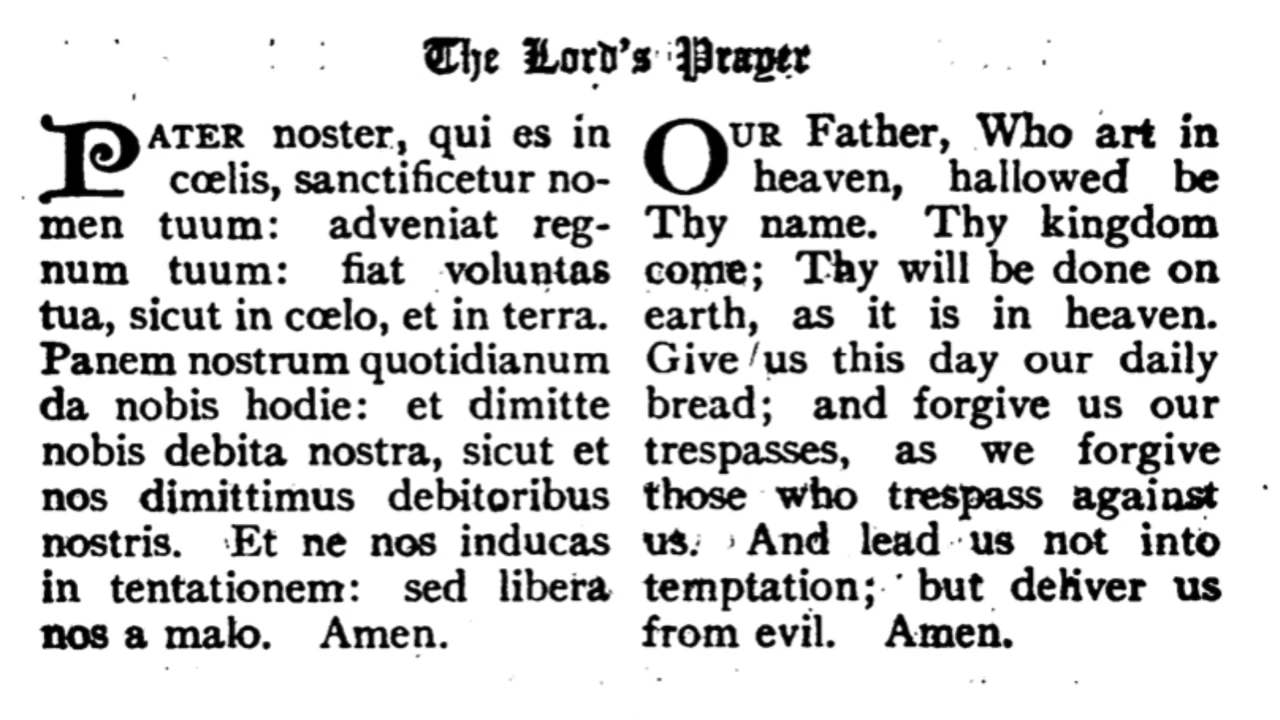 The Lord's Prayer
PATER noster, qui es in
cœlis, sanctificetur no-
men tuum: adveniat reg-
num tuum: fiat voluntas
tua, sicut in cœlo, et in terra.
Panem nostrum quotidianum
da nobis hodie: et dimitte
nobis debita nostra, sicut et
nos dimittimus debitoribus
nostris. Et ne nos inducas
in tentationem: sed libera
nos a malo. Amen.
OUR Father, Who art in
heaven, hallowed be
Thy name. Thy kingdom
come; Thy will be done on
earth, as it is in heaven.
Give us this day our daily
bread; and forgive us our
trespasses, as we forgive
those who trespass against
us. And lead us not into
temptation; but deliver us
from evil. Amen.